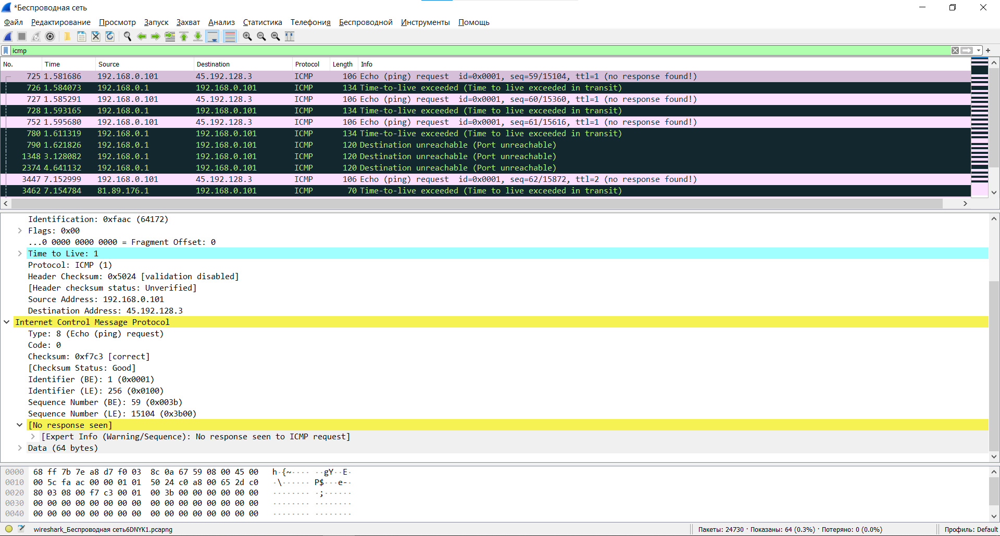 *Беспроводная сеть
Файл Редактирование Просмотр Запуск Захват Анализ Статистика Телефония Беспроводной Инструменты Помощь
icmp
No. Time Source Destination Protocol Length Info
725 1.581686 192.168.0.101 45.192.128.3 ICMP 106 Echo (ping) request id=0x0001, seq=59/15104, ttl=1 (no response found!)
726 1.584073 192.168.0.1 192.168.0.101 ICMP 134 Time-to-live exceeded (Time to live exceeded in transit)
727 1.585291 192.168.0.101 45.192.128.3 ICMP 106 Echo (ping) request id=0x0001, seq=60/15360, ttl=1 (no response found!)
728 1.593165 192.168.0.1 192.168.0.101 ICMP 134 Time-to-live exceeded (Time to live exceeded in transit)
752 1.595680 192.168.0.101 45.192.128.3 ICMP 106 Echo (ping) request id=0x0001, seq=61/15616, ttl=1 (no response found!)
780 1.611319 192.168.0.1 192.168.0.101 ICMP 134 Time-to-live exceeded (Time to live exceeded in transit)
790 1.621826 192.168.0.1 192.168.0.101 ICMP 120 Destination unreachable (Port unreachable)
1348 3.128082 192.168.0.1 192.168.0.101 ICMP 120 Destination unreachable (Port unreachable)
2374 4.641132 192.168.0.1 192.168.0.101 ICMP 120 Destination unreachable (Port unreachable)
3447 7.152999 192.168.0.101 45.192.128.3 ICMP 106 Echo (ping) request id=0x0001, seq=62/15872, ttl=2 (no response found!)
3462 7.154784 81.89.176.1 192.168.0.101 ICMP 70 Time-to-live exceeded (Time to live exceeded in transit)
Identification: 0xfaac (64172)
Flags: 0x00
...0 0000 0000 0000 = Fragment Offset: 0
Time to Live: 1
Protocol: ICMP (1)
Header Checksum: 0x5024 [validation disabled]
[Header checksum status: Unverified]
Source Address: 192.168.0.101
Destination Address: 45.192.128.3
Internet Control Message Protocol
Type: 8 (Echo (ping) request)
Code: 0
Checksum: 0xf7c3 [correct]
[Checksum Status: Good]
Identifier (BE): 1 (0x0001)
Identifier (LE): 256 (0x0100)
Sequence Number (BE): 59 (0x003b)
Sequence Number (LE): 15104 (0x3b00)
[No response seen]
[Expert Info (Warning/Sequence): No response seen to ICMP request]
Data (64 bytes)
0000 68 ff 7b 7e a8 d7 f0 03 8c 0a 67 59 08 00 45 00 h·{~···· ··gY··E·
0010 00 5c fa ac 00 00 01 01 50 24 c0 a8 00 65 2d c0 ·\······ P$···e-·
0020 80 03 08 00 f7 c3 00 01 00 3b 00 00 00 00 00 00 ········ ·;······
0030 00 00 00 00 00 00 00 00 00 00 00 00 00 00 00 00 ········ ········
0040 00 00 00 00 00 00 00 00 00 00 00 00 00 00 00 00 ········ ········
wireshark_Беспроводная сеть6DNYK1.pcapng Пакеты: 24730 · Показаны: 64 (0.3%) · Потеряно: 0 (0.0%) Профиль: Default